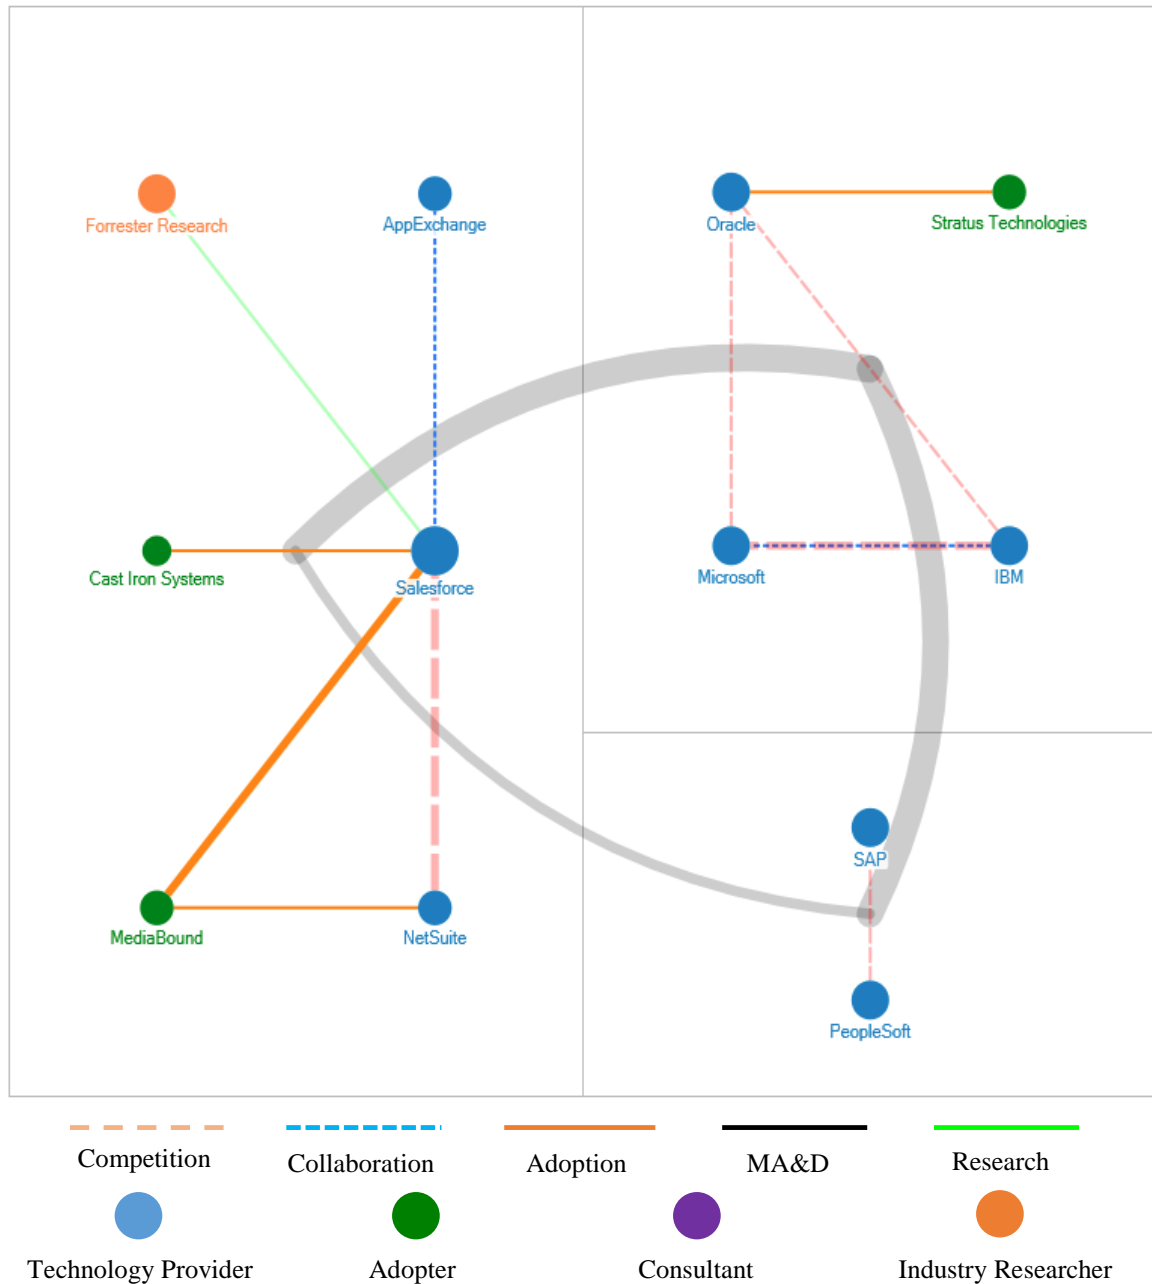 Forrester Research
AppExchange
Oracle
Stratus Technologies
Cast Iron Systems
Salesforce
Microsoft
IBM
SAP
MediaBound
NetSuite
PeopleSoft
Competition
Collaboration
Adoption
MA&D
Research
Technology Provider
Adopter
Consultant
Industry Researcher